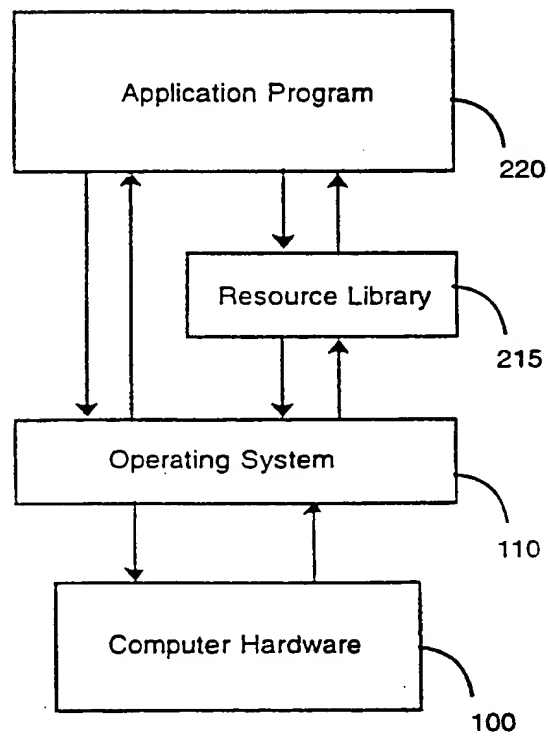 Application Program
220
Resource Library
215
Operating System
110
Computer Hardware
100